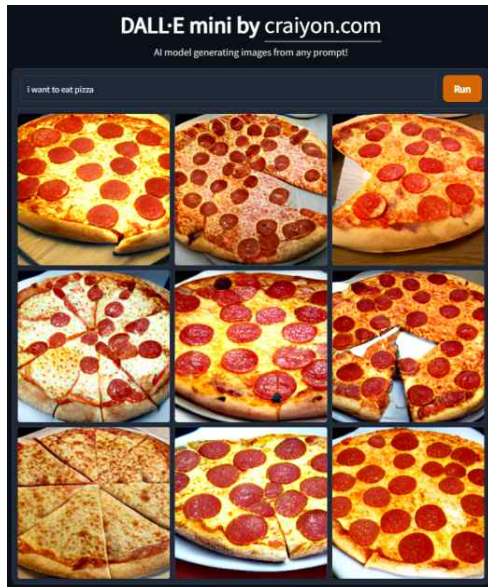 DALL·E mini by craiyon.com
AI model generating images from any prompt!
i want to eat pizza
Run